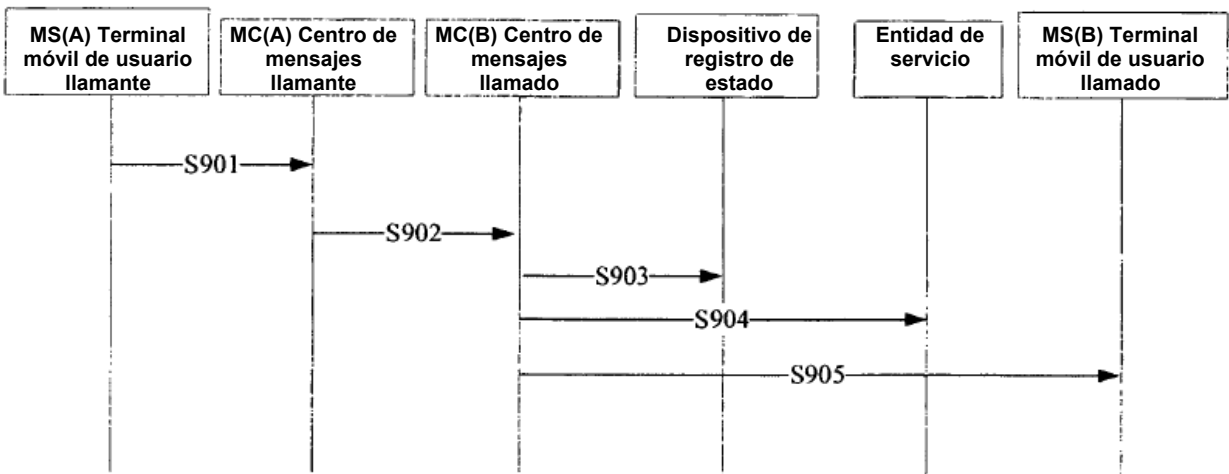 MS(A) Terminal
móvil de usuario
llamante
MC(A) Centro de
mensajes
llamante
MC(B) Centro de
mensajes
llamado
Dispositivo de
registro de
estado
Entidad de
servicio
MS(B) Terminal
móvil de usuario
llamado
S901
S902
S903
S904
S905